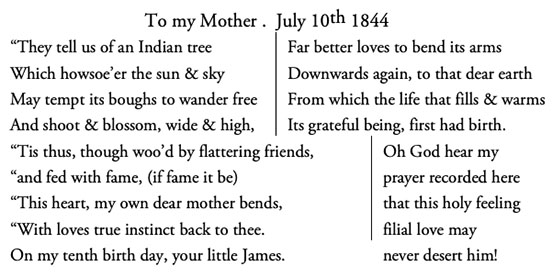 To my Mother . July 10th 1844
“They tell us of an Indian tree
Which howsoe’er the sun & sky
May tempt its boughs to wander free
And shoot & blossom, wide & high,
Far better loves to bend its arms
Downwards again, to that dear earth
From which the life that fills & warms
Its grateful being, first had birth.
“Tis thus, though woo’d by flattering friends,
“and fed with fame, (if fame it be)
“This heart, my own dear mother bends,
“With loves true instinct back to thee.
On my tenth birth day, your little James.
Oh God hear my
prayer recorded here
that this holy feeling
filial love may
never desert him!